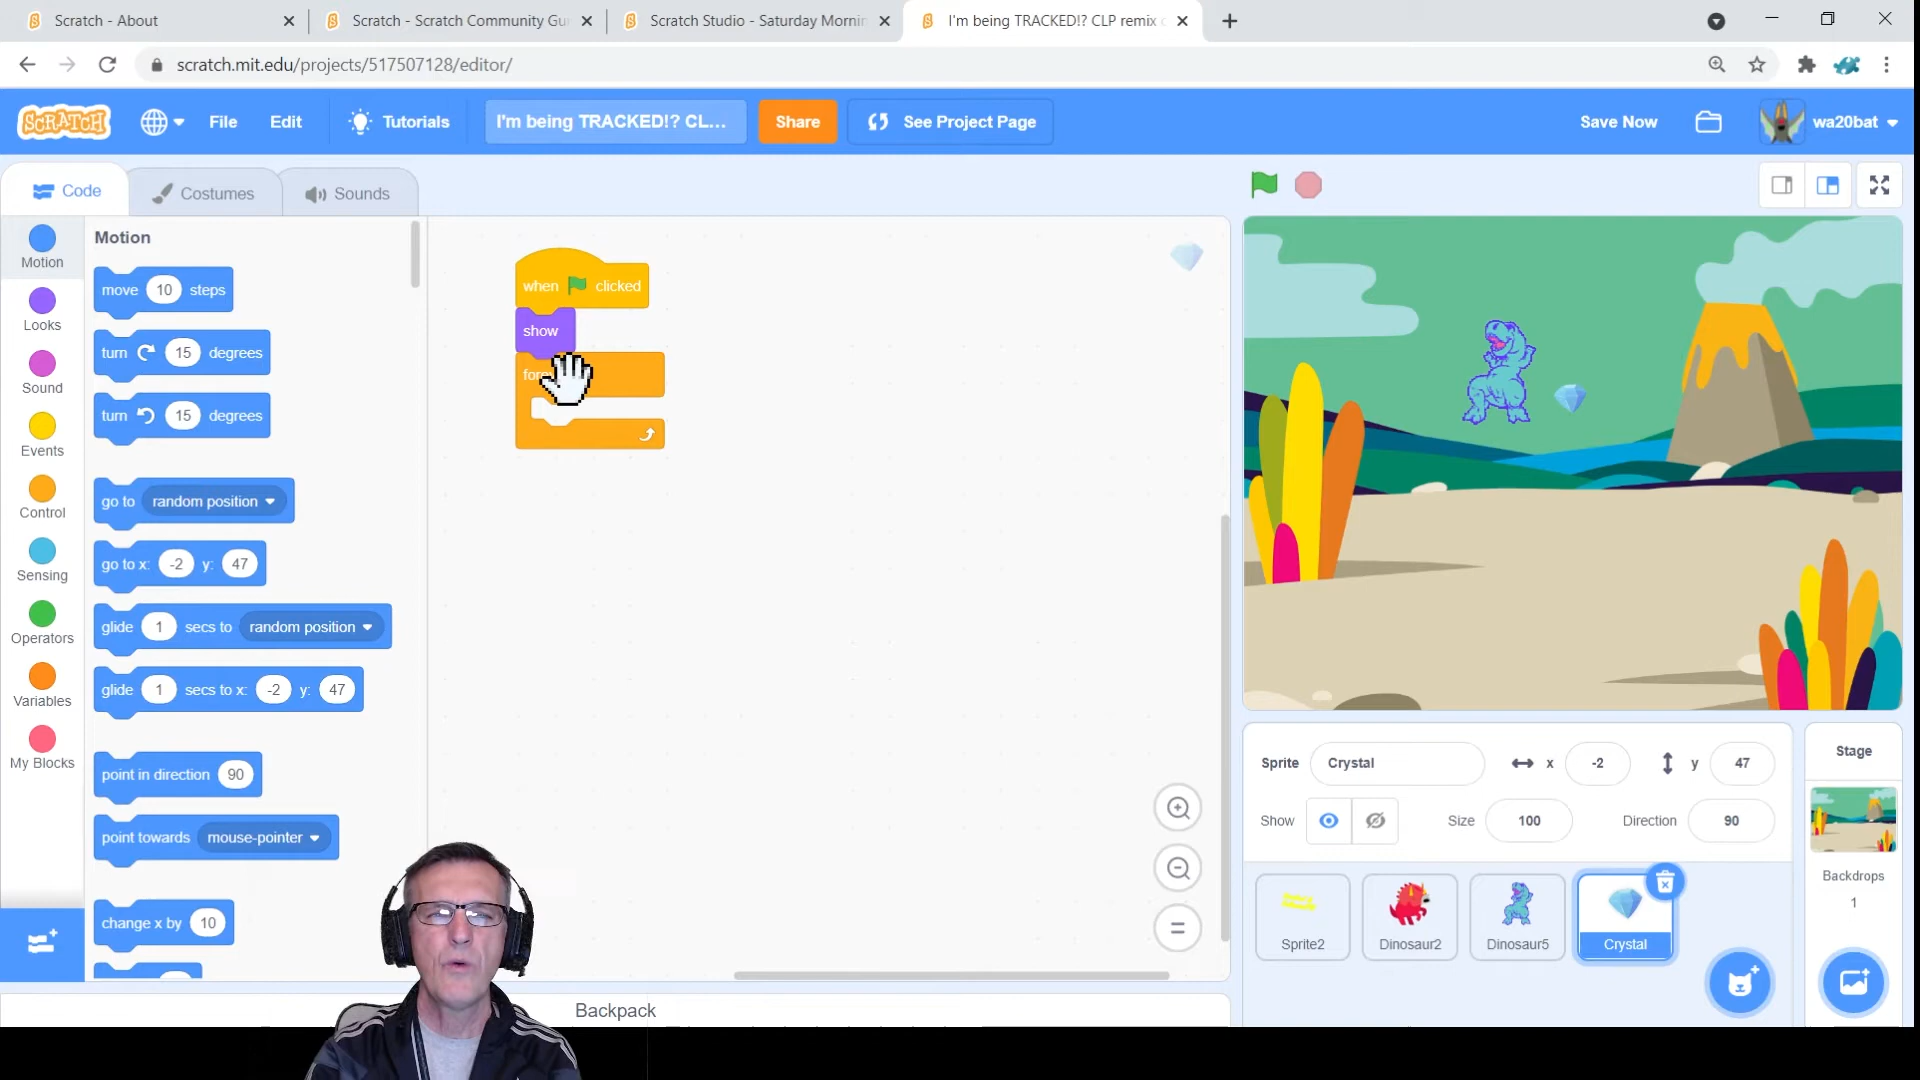 Scratch - About
Scratch - Scratch Community Gu
Scratch Studio - Saturday Mornin
I'm being TRACKED!? CLP remix
scratch.mit.edu/projects/517507128/editor/
SCRATCH
File
Edit
Tutorials
I'm being TRACKED!? CL...
Share
See Project Page
Save Now
wa20bat
Code
Costumes
Sounds
Motion
Looks
Sound
Events
Control
Sensing
Operators
Variables
My Blocks
Motion
move 10 steps
turn 15 degrees
turn 15 degrees
go to random position
go to x: -2 y: 47
glide 1 secs to random position
glide 1 secs to x: -2 y: 47
point in direction 90
point towards mouse-pointer
change x by 10
when clicked
show
Sprite Crystal x -2 y 47
Show Size 100 Direction 90
Sprite2
Dinosaur2
Dinosaur5
Crystal
Stage
Backdrops
1
Backpack